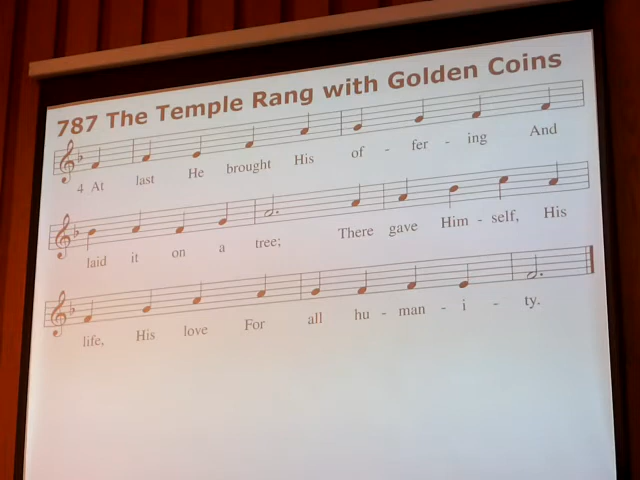 787 The Temple Rang with Golden Coins
4 At last He brought His of - fer - ing And
laid it on a tree; There gave Him - self, His
life, His love For all hu - man - i - ty.